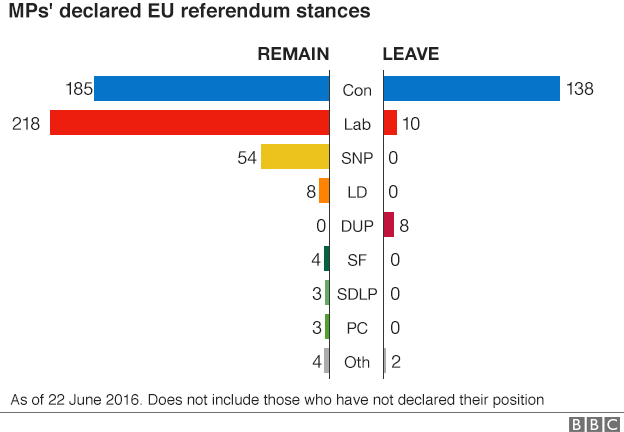 MPs' declared EU referendum stances
REMAIN LEAVE
185 Con 138
218 Lab 10
54 SNP 0
8 LD 0
0 DUP 8
4 SF 0
3 SDLP 0
3 PC 0
4 Oth 2
As of 22 June 2016. Does not include those who have not declared their position
BBC